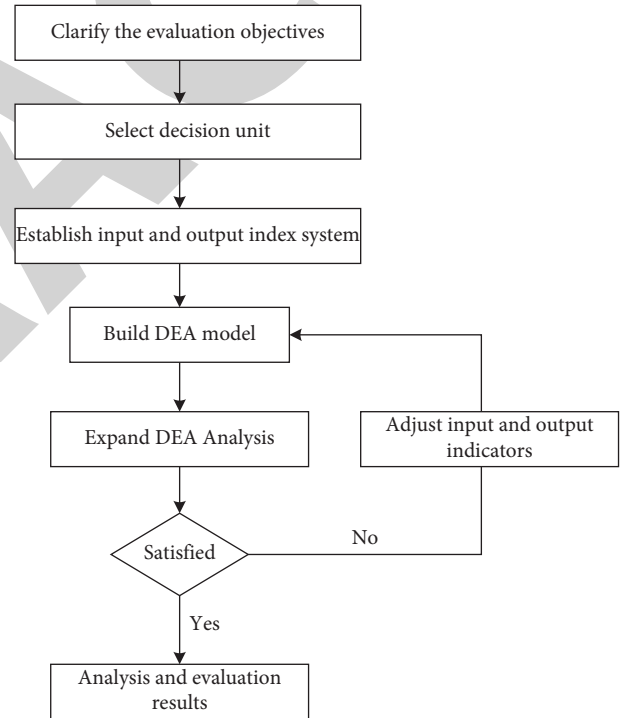 Clarify the evaluation objectives
Select decision unit
Establish input and output index system
Build DEA model
Expand DEA Analysis
Adjust input and output
indicators
Satisfied
No
Yes
Analysis and evaluation
results